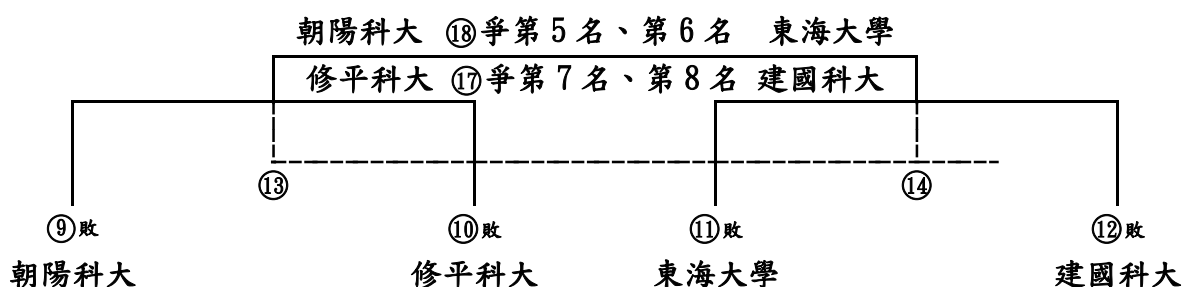 朝陽科大 ⑱爭第5名、第6名 東海大學
修平科大 ⑰爭第7名、第8名 建國科大
⑬ ⑭
⑨敗 ⑩敗 ⑪敗 ⑫敗
朝陽科大 修平科大 東海大學 建國科大